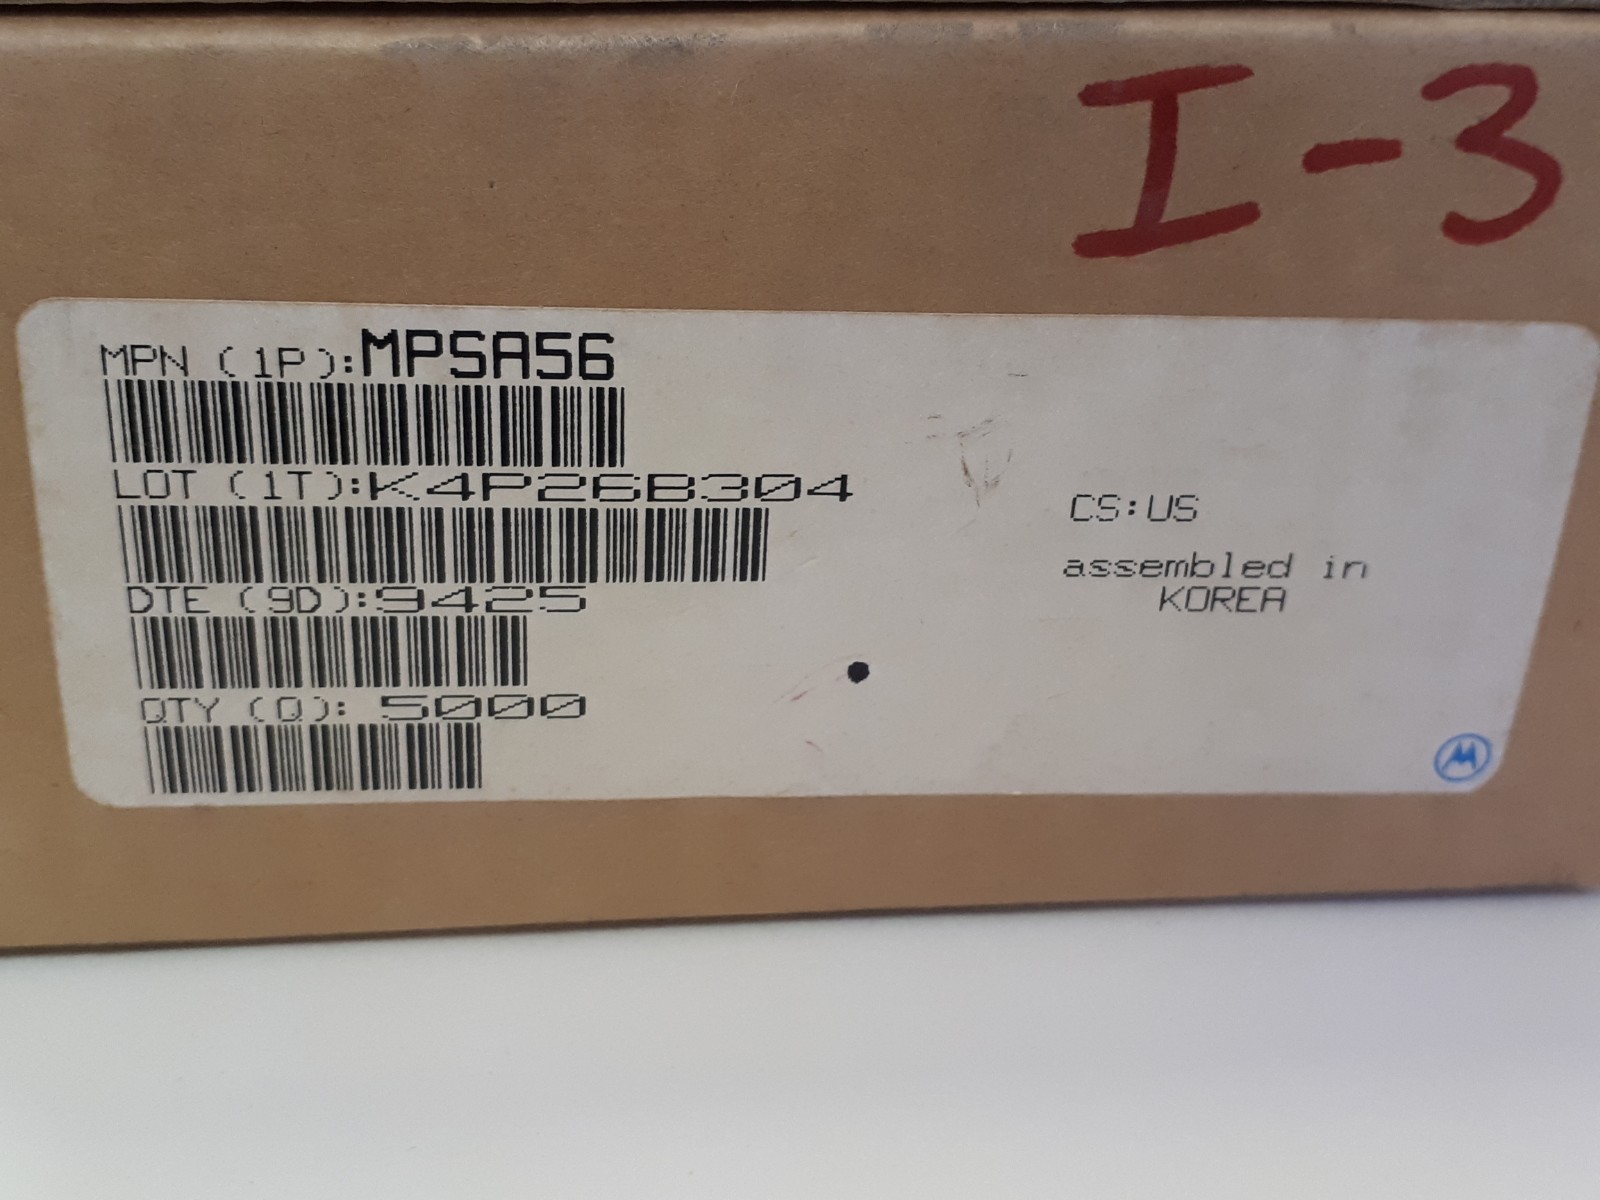 I-3
MPN (1P):MPSA56
LOT (1T):K4P26B304
DTE (9D):9425
QTY (Q): 5000
CS:US
assembled in
KOREA